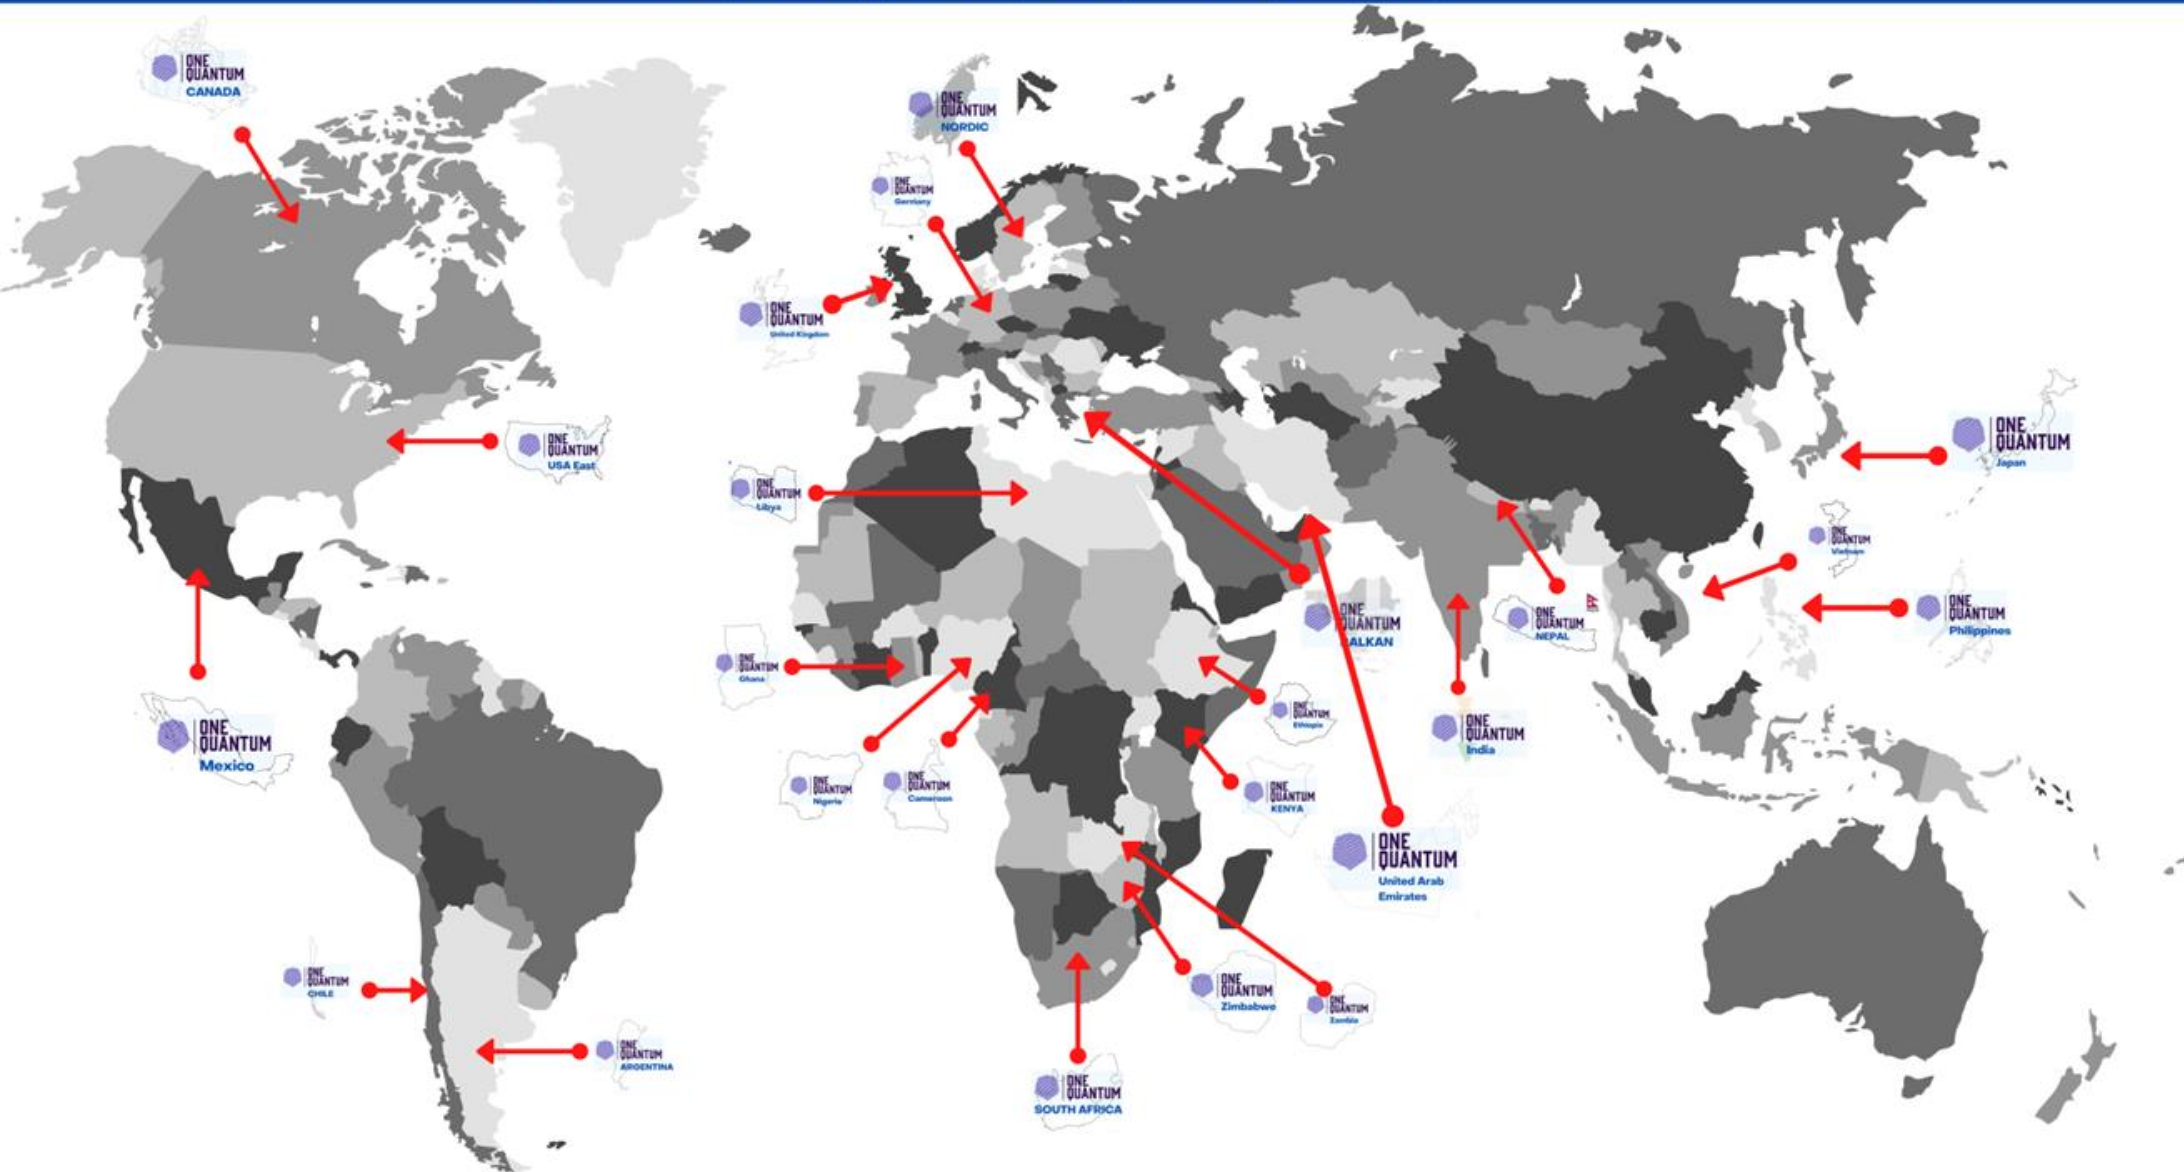 ONE
QUANTUM
CANADA
ONE
QUANTUM
NORDIC
ONE
QUANTUM
Germany
ONE
QUANTUM
United Kingdom
ONE
QUANTUM
USA East
ONE
QUANTUM
Japan
ONE
QUANTUM
Libya
ONE
QUANTUM
Vietnam
ONE
QUANTUM
Philippines
ONE
QUANTUM
ALKAN
ONE
QUANTUM
NEPAL
ONE
QUANTUM
Ghana
ONE
QUANTUM
Ethiopia
ONE
QUANTUM
India
ONE
QUANTUM
Mexico
ONE
QUANTUM
Nigeria
ONE
QUANTUM
Cameroon
ONE
QUANTUM
KENYA
ONE
QUANTUM
United Arab
Emirates
ONE
QUANTUM
CHILE
ONE
QUANTUM
Zimbabwe
ONE
QUANTUM
Zambia
ONE
QUANTUM
ARGENTINA
ONE
QUANTUM
SOUTH AFRICA